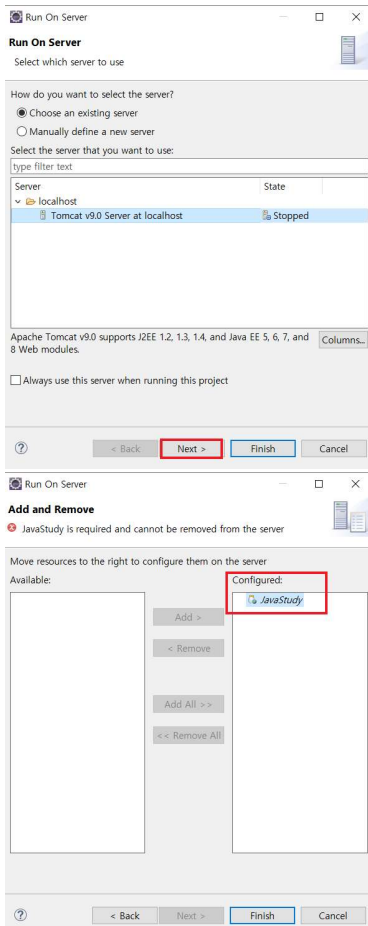 Run On Server
Run On Server
Select which server to use
How do you want to select the server?
Choose an existing server
Manually define a new server
Select the server that you want to use:
type filter text
Server State
localhost
Tomcat v9.0 Server at localhost Stopped
Apache Tomcat v9.0 supports J2EE 1.2, 1.3, 1.4, and Java EE 5, 6, 7, and
8 Web modules.
Columns...
Always use this server when running this project
< Back Next > Finish Cancel
Run On Server
Add and Remove
JavaStudy is required and cannot be removed from the server
Move resources to the right to configure them on the server
Available: Configured:
JavaStudy
Add >
< Remove
Add All >>
<< Remove All
< Back Next > Finish Cancel